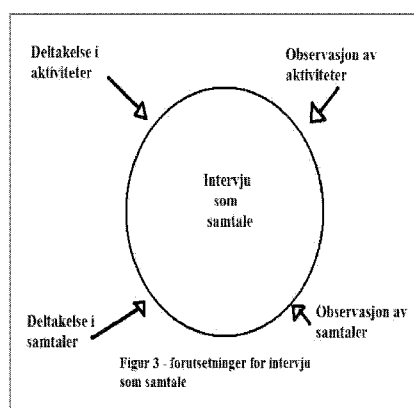 Deltakelse i
aktiviteter
Observasjon av
aktiviteter
Intervju
som
samtale
Deltakelse i
samtaler
Observasjon av
samtaler
Figur 3 - forutsetninger for intervju
som samtale